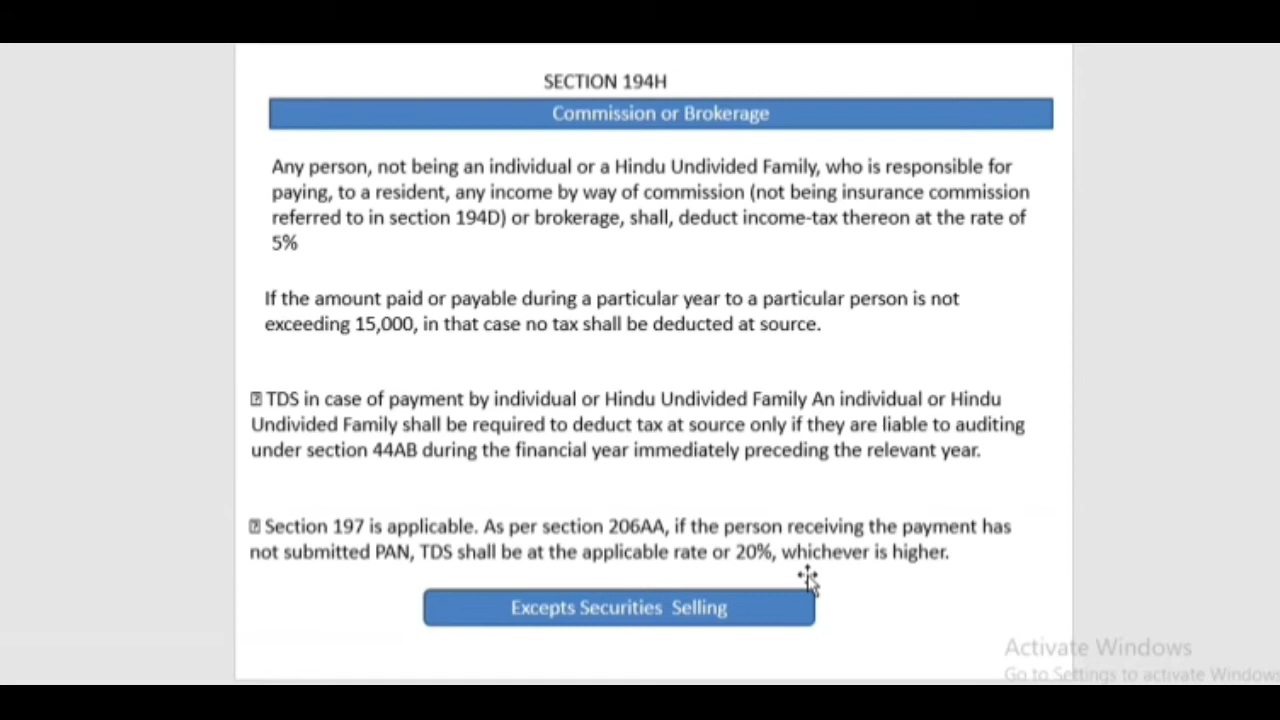 SECTION 194H
Commission or Brokerage
Any person, not being an individual or a Hindu Undivided Family, who is responsible for
paying, to a resident, any income by way of commission (not being insurance commission
referred to in section 194D) or brokerage, shall, deduct income-tax thereon at the rate of
5%
If the amount paid or payable during a particular year to a particular person is not
exceeding 15,000, in that case no tax shall be deducted at source.
TDS in case of payment by individual or Hindu Undivided Family An individual or Hindu
Undivided Family shall be required to deduct tax at source only if they are liable to auditing
under section 44AB during the financial year immediately preceding the relevant year.
Section 197 is applicable. As per section 206AA, if the person receiving the payment has
not submitted PAN, TDS shall be at the applicable rate or 20%, whichever is higher.
Excepts Securities Selling
Activate Windows
Go to Settings to activate Windows